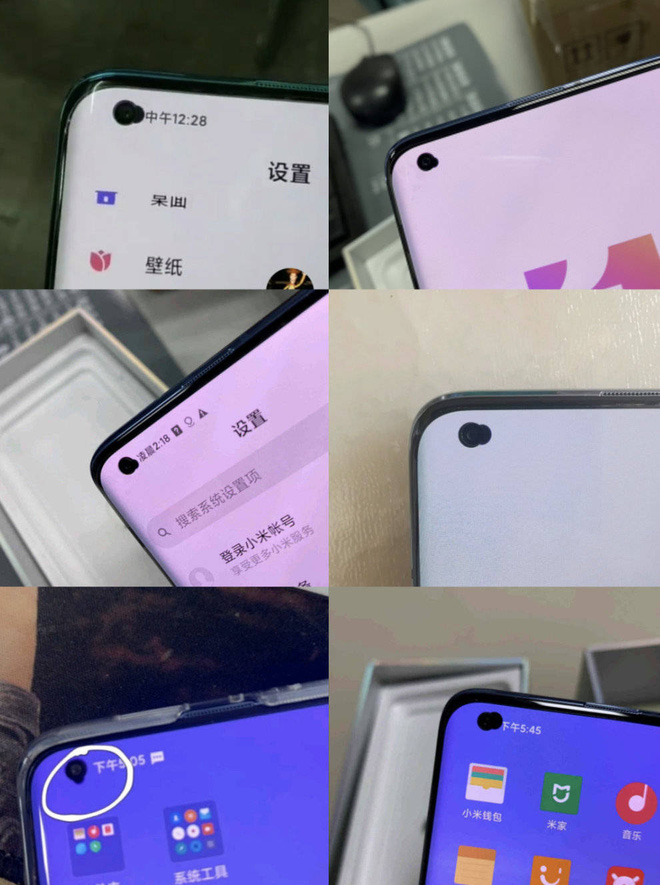 中午12:28
设置
桌面
壁纸
凌晨2:18
设置
搜索系统设置项
登录小米帐号
享受更多小米服务
下午5:05
系统工具
下午5:45
小米钱包
米家
音乐